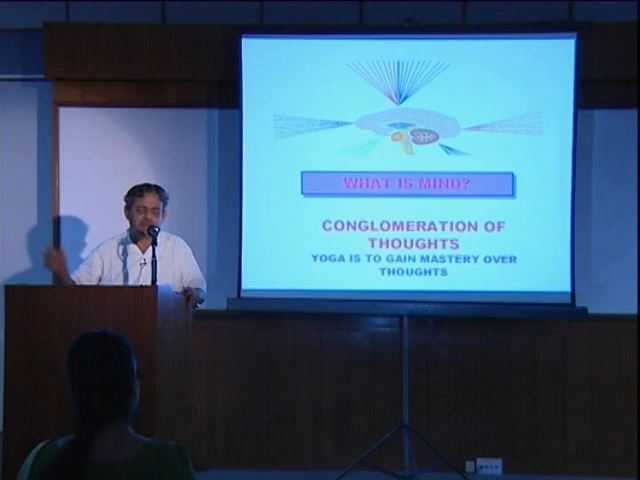 WHAT IS MIND?
CONGLOMERATION OF
THOUGHTS
YOGA IS TO GAIN MASTERY OVER
THOUGHTS